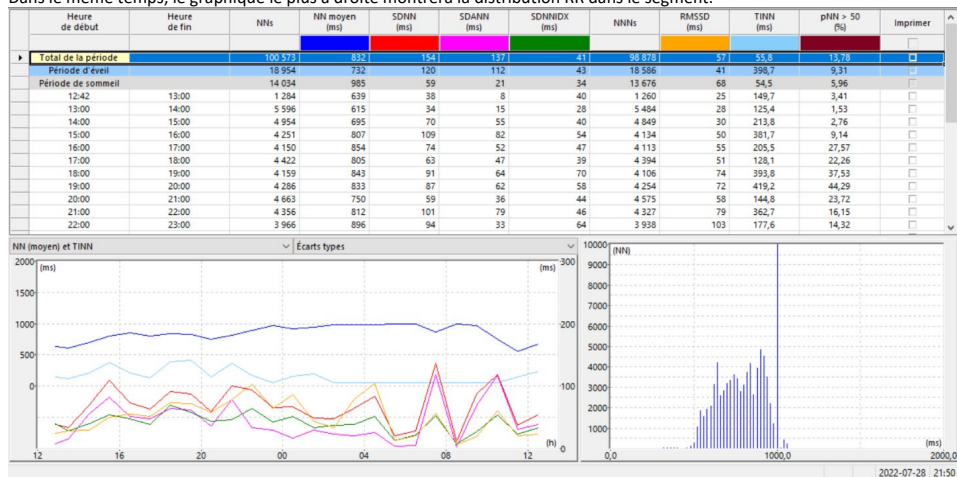 Dans le même temps, le graphique le plus à droite montrera la distribution RR dans le segment.
Heure de début Heure de fin NNs NN moyen (ms) SDNN (ms) SDANN (ms) SDNNIDX (ms) NNNs RMSSD (ms) TINN (ms) pNN > 50 (%) Imprimer
Total de la période 100 573 832 154 137 41 98 878 57 55,8 13,78
Période d'éveil 18 954 732 120 112 43 18 586 41 398,7 9,31
Période de sommeil 14 034 985 59 21 34 13 676 68 54,5 5,96
12:42 13:00 1 284 639 38 8 40 1 260 25 149,7 3,41
13:00 14:00 5 596 615 34 15 28 5 484 28 125,4 1,53
14:00 15:00 4 954 695 70 55 40 4 849 30 213,8 2,76
15:00 16:00 4 251 807 109 82 54 4 134 50 381,7 9,14
16:00 17:00 4 150 854 74 52 47 4 113 55 205,5 27,57
17:00 18:00 4 422 805 63 47 39 4 394 51 128,1 22,26
18:00 19:00 4 159 843 91 64 70 4 106 74 393,8 37,53
19:00 20:00 4 286 833 87 62 58 4 254 72 419,2 44,29
20:00 21:00 4 663 750 59 36 44 4 575 58 144,8 23,72
21:00 22:00 4 356 812 101 79 46 4 327 79 362,7 16,15
22:00 23:00 3 966 896 94 33 64 3 938 103 177,6 14,32
NN (moyen) et TINN Écarts types
2000 (ms) (ms) 300
1500
1000 200
500
0 100
(h) 0
12 16 20 00 04 08 12
10000 (NN)
9000
8000
7000
6000
5000
4000
3000
2000
1000
(ms)
0,0 1000,0 2000,0
2022-07-28 21:50